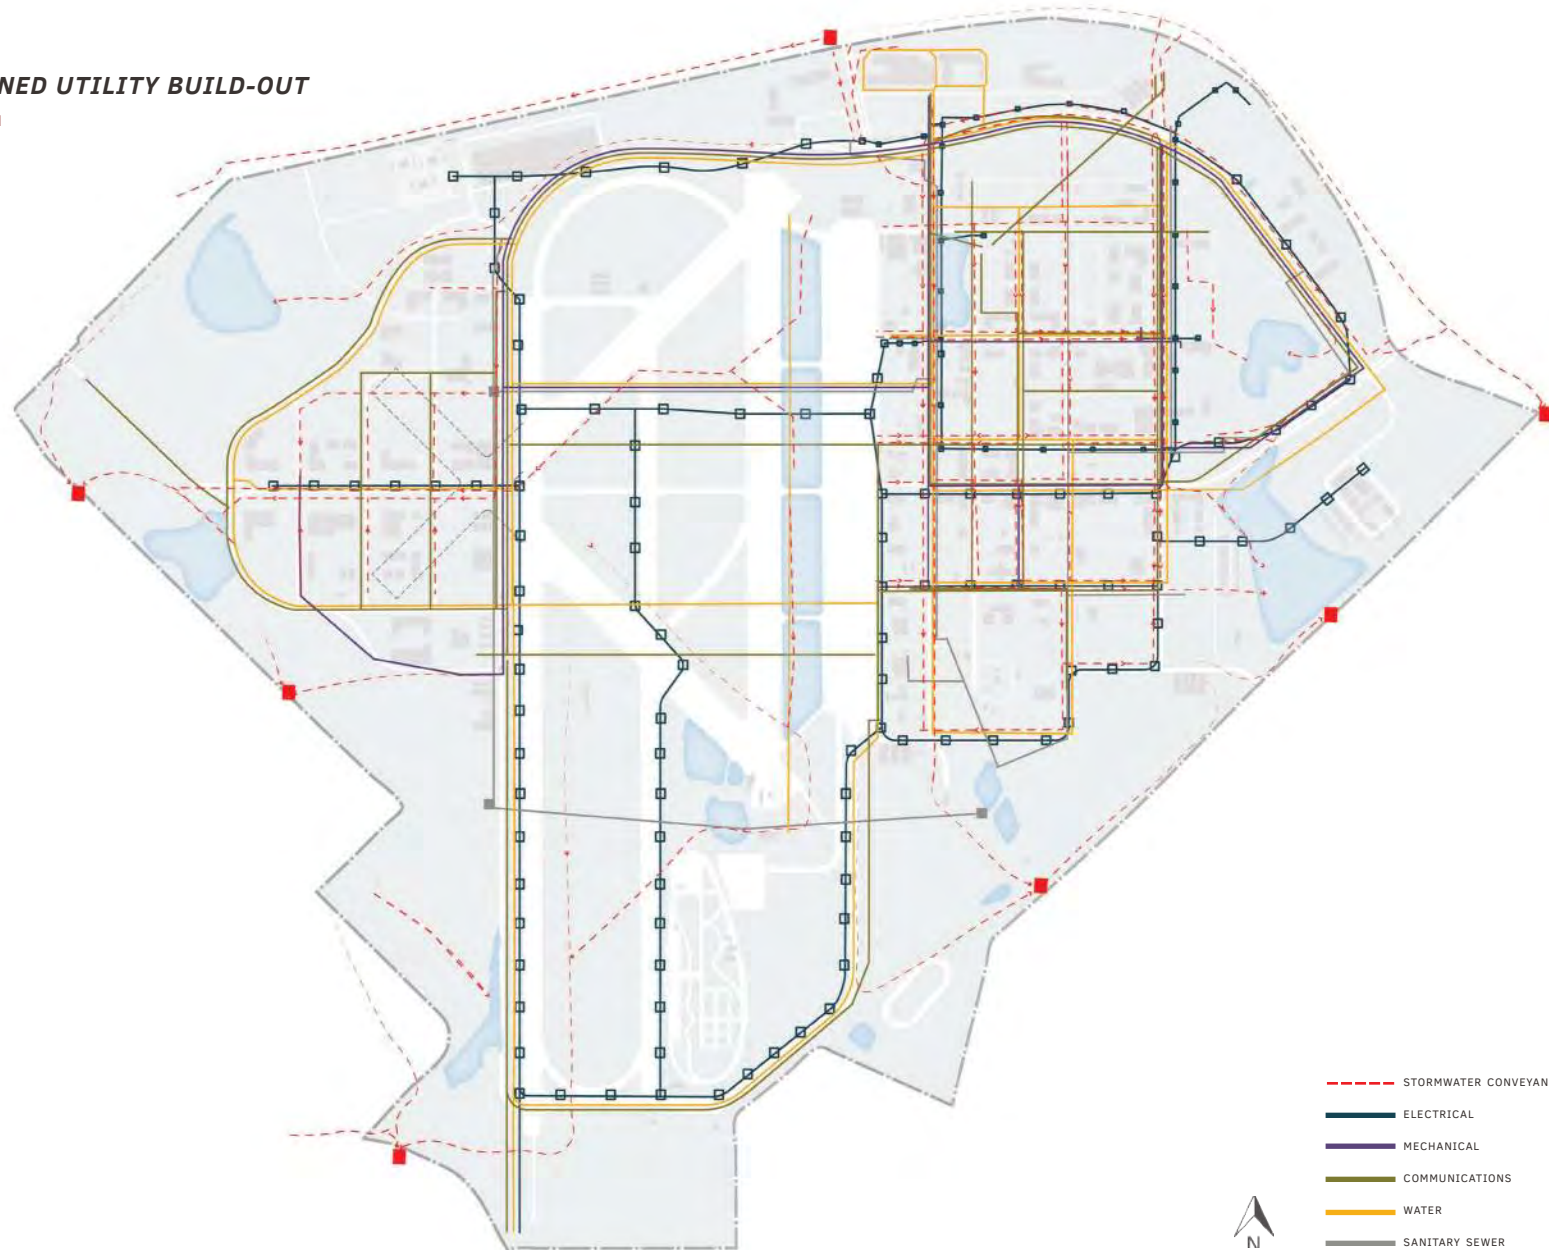 NED UTILITY BUILD-OUT
STORMWATER CONVEYAN
ELECTRICAL
MECHANICAL
COMMUNICATIONS
WATER
SANITARY SEWER
N